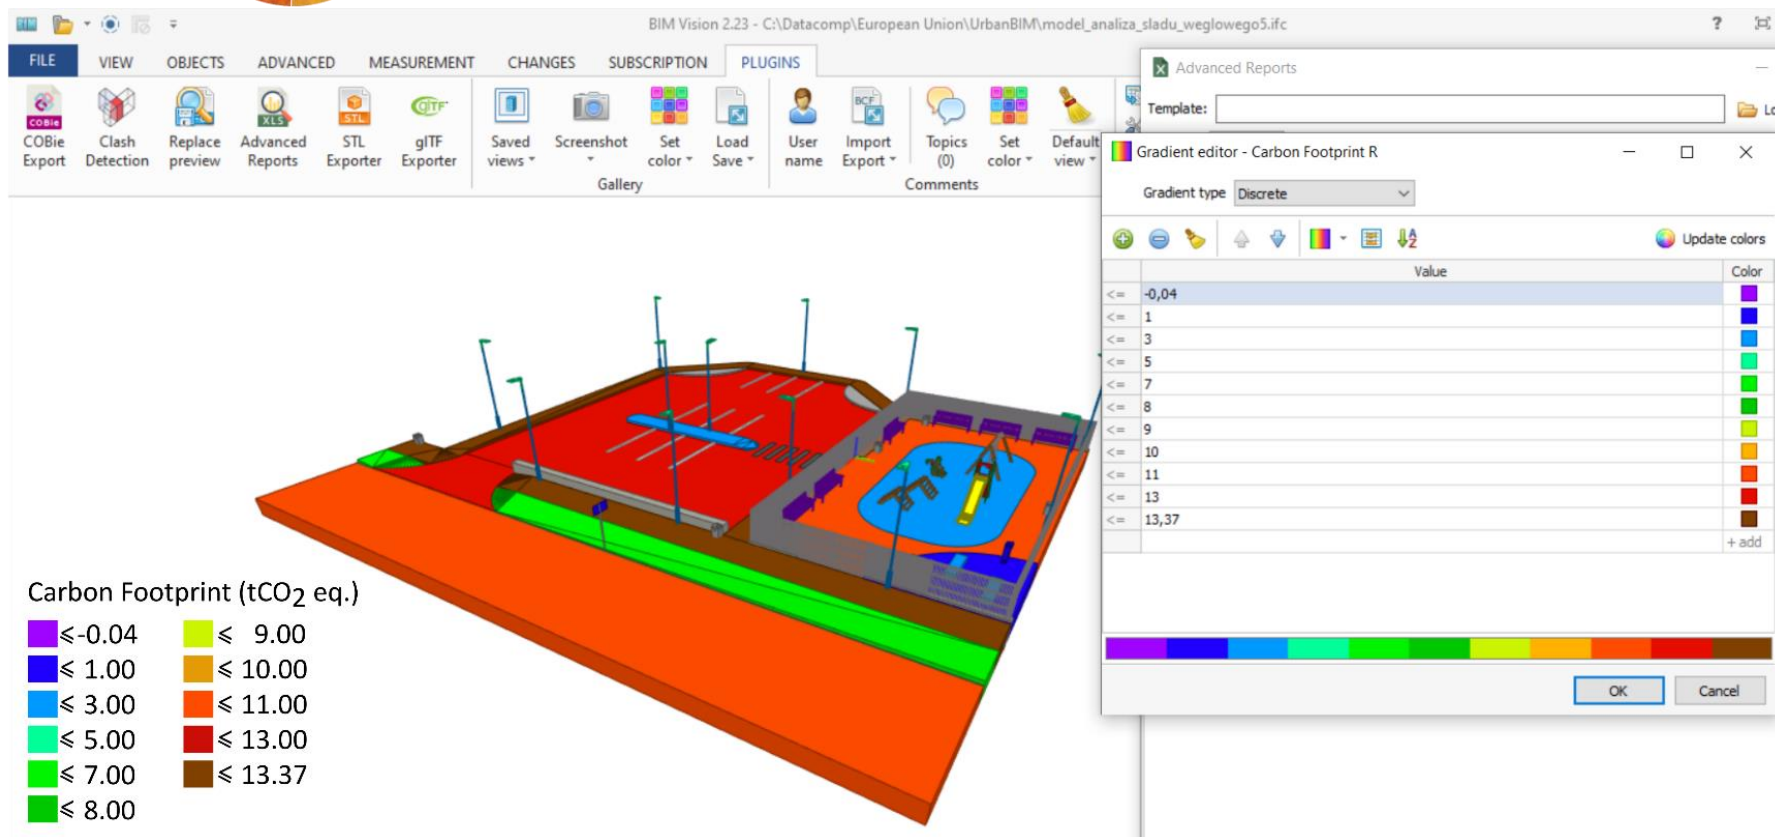 BIM Vision 2.23 - C:\Datacomp\European Union\UrbanBIM\model_analiza_sladu_weglowego5.ifc
?
FILE VIEW OBJECTS ADVANCED MEASUREMENT CHANGES SUBSCRIPTION PLUGINS
COBie Export
Clash Detection
Replace preview
XLS
Advanced Reports
STL
STL Exporter
glTF
glTF Exporter
Saved views
Screenshot
Set color
Load Save
Gallery
User name
BCF
Import Export
Topics (0)
Set color
Default view
Comments
Advanced Reports
Template:
Lo
Gradient editor - Carbon Footprint R
Gradient type Discrete
Update colors
Value Color
<= -0,04
<= 1
<= 3
<= 5
<= 7
<= 8
<= 9
<= 10
<= 11
<= 13
<= 13,37
+ add
OK Cancel
Carbon Footprint (tCO2 eq.)
⩽-0.04 ⩽ 9.00
⩽ 1.00 ⩽ 10.00
⩽ 3.00 ⩽ 11.00
⩽ 5.00 ⩽ 13.00
⩽ 7.00 ⩽ 13.37
⩽ 8.00